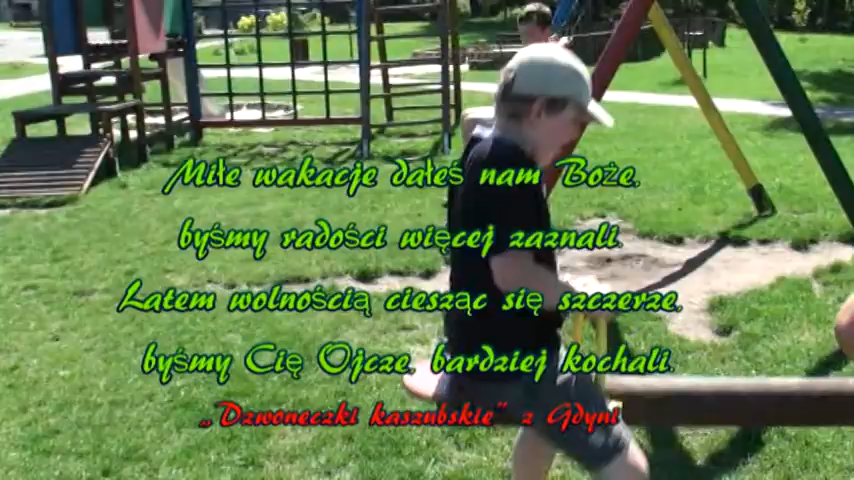 Miłe wakacje dałeś nam Boże,
byśmy radości więcej zaznali.
Latem wolnością ciesząc się szczerze,
byśmy Cię Ojcze, bardziej kochali.
„Dzwoneczki kaszubskie” z Gdyni